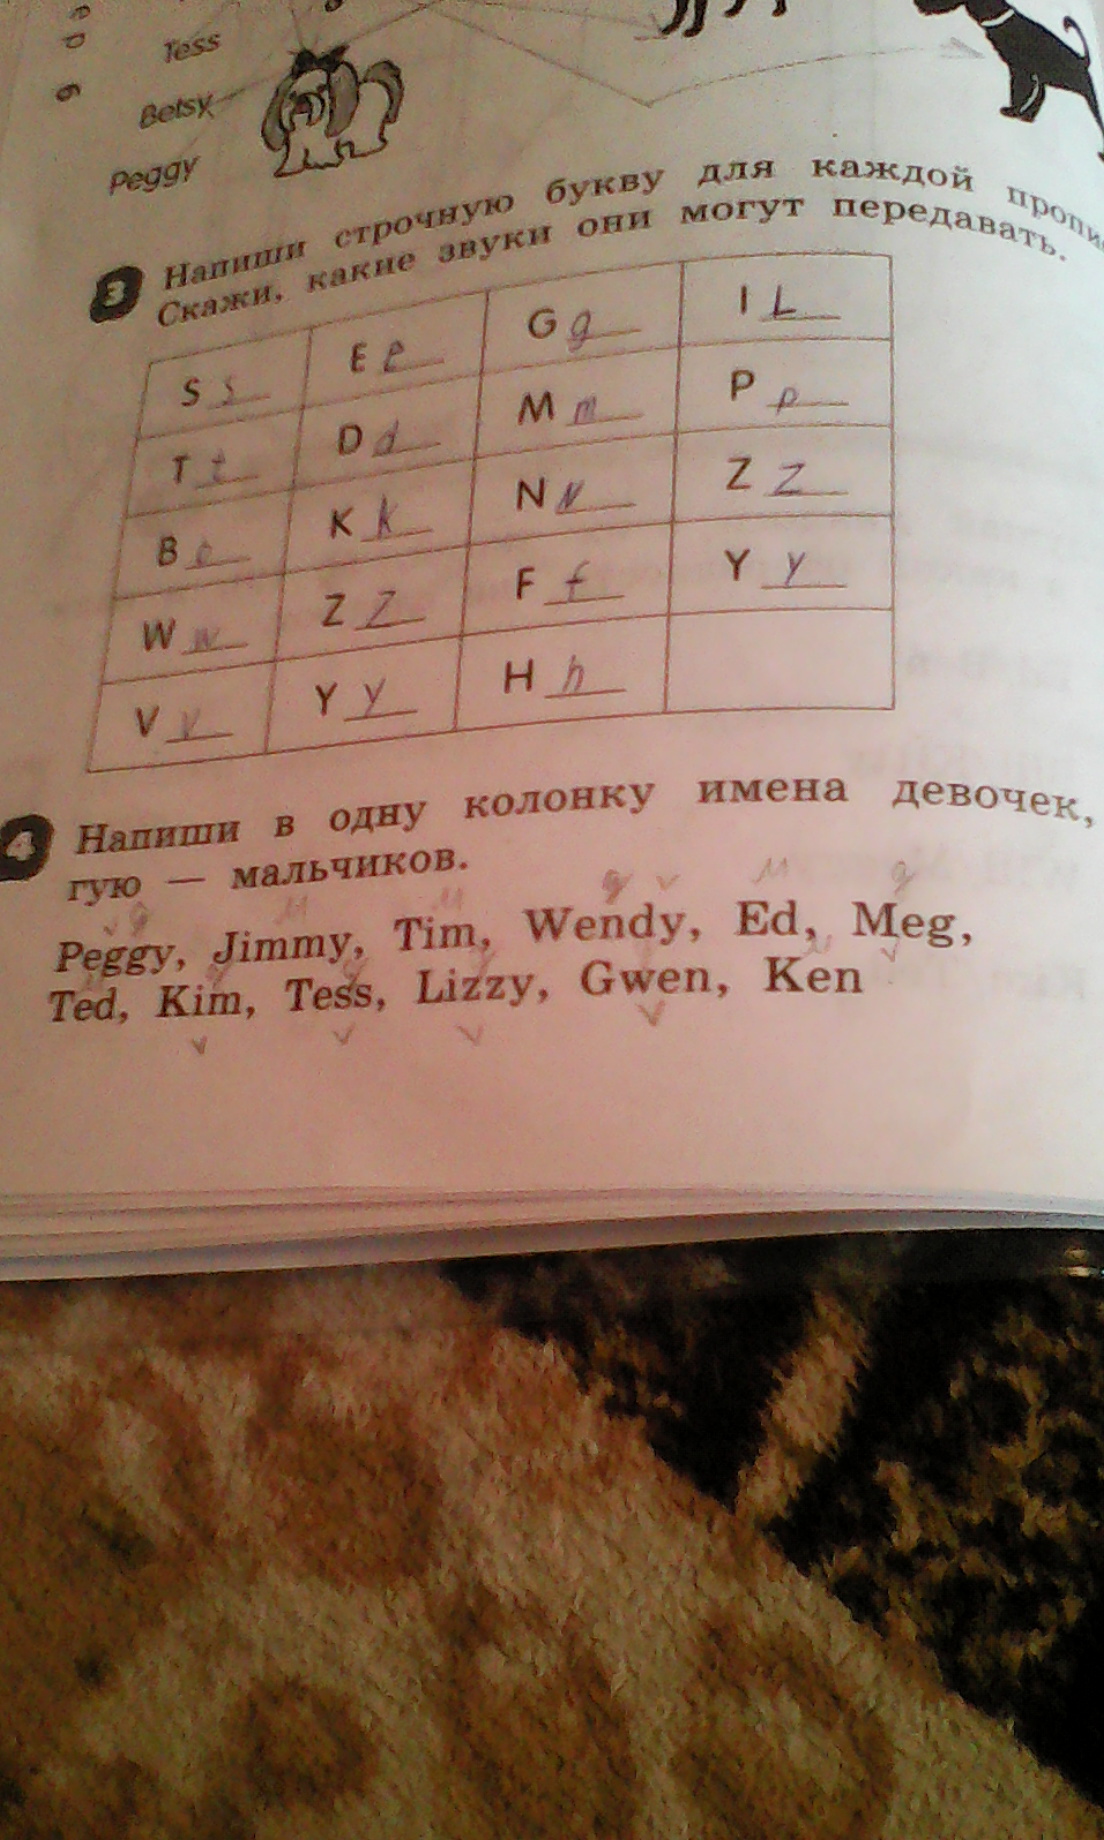 Tess
Betsy
Peggy
3 Напиши строчную букву для каждой
Скажи, какие звуки они могут передавать.
S s E e G g I L
T t D d M m P p
B K k N N Z z
W w Z z F f Y y
V v Y y H h
4 Напиши в одну колонку имена девочек,
гую — мальчиков.
g м м g м g
Peggy, Jimmy, Tim, Wendy, Ed, Meg,
Ted, Kim, Tess, Lizzy, Gwen, Ken